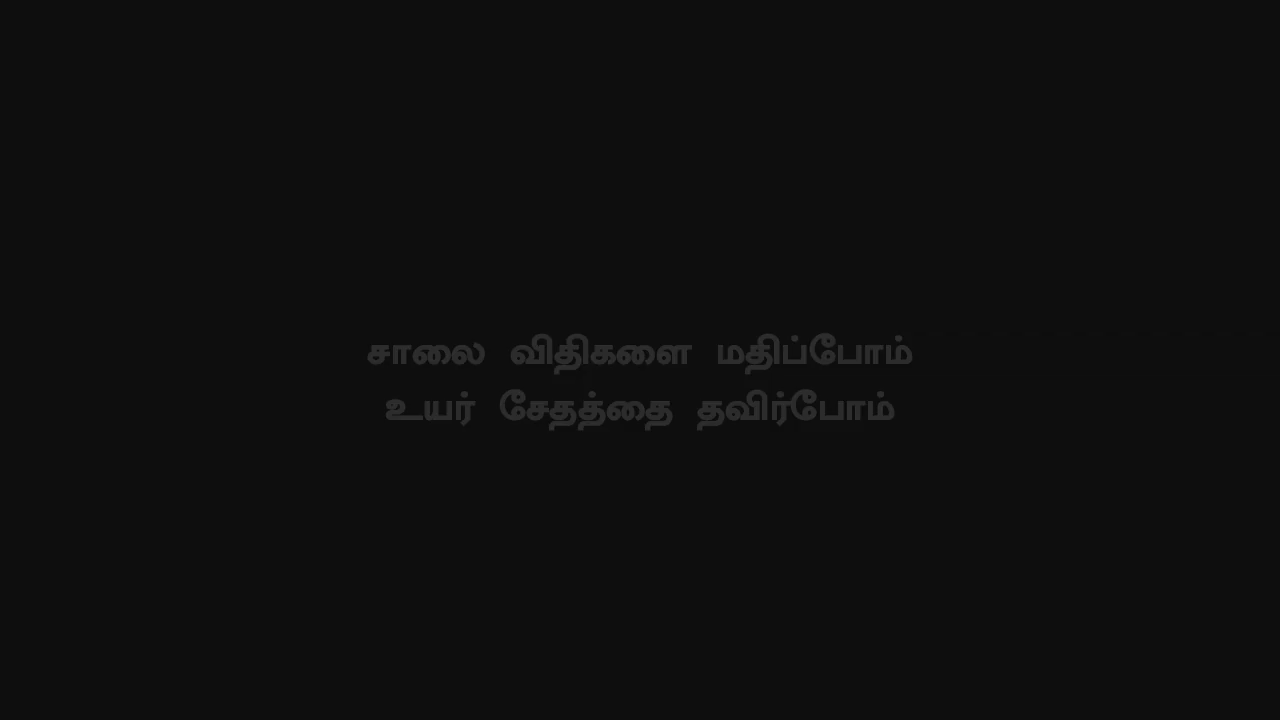 சாலை விதிகளை மதிப்போம்
உயர் சேதத்தை தவிர்போம்